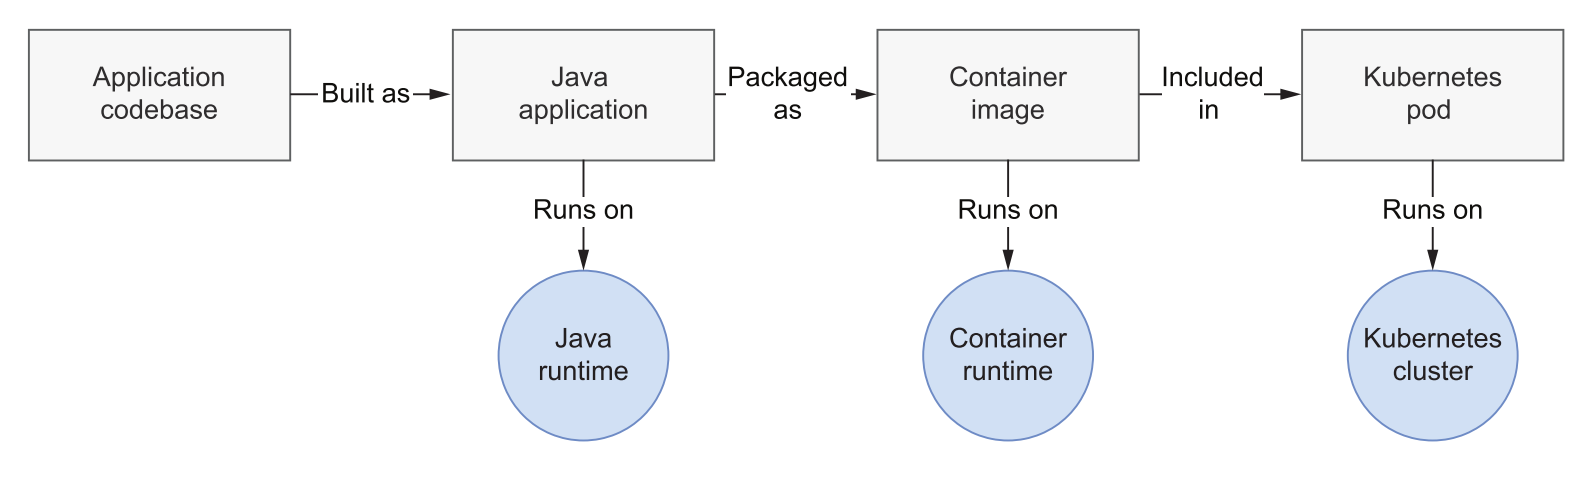 Application
codebase
Built as
Java
application
Packaged
as
Container
image
Included
in
Kubernetes
pod
Runs on
Runs on
Runs on
Java
runtime
Container
runtime
Kubernetes
cluster